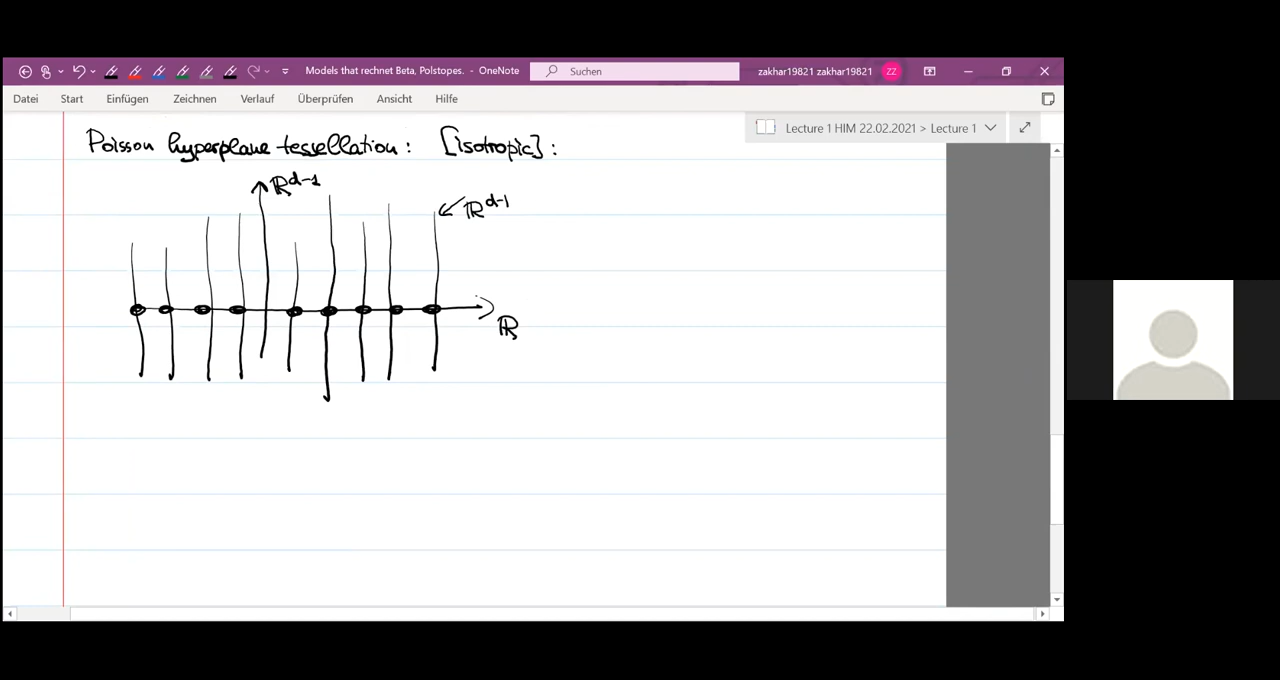 Models that rechnet Beta, Polstopes. - OneNote
Suchen
zakhar19821 zakhar19821
ZZ
Datei Start Einfügen Zeichnen Verlauf Überprüfen Ansicht Hilfe
Lecture 1 HIM 22.02.2021 > Lecture 1
Poisson hyperplane tessellation: [isotropic]:
ℝ^{d-1}
ℝ^{d-1}
ℝ